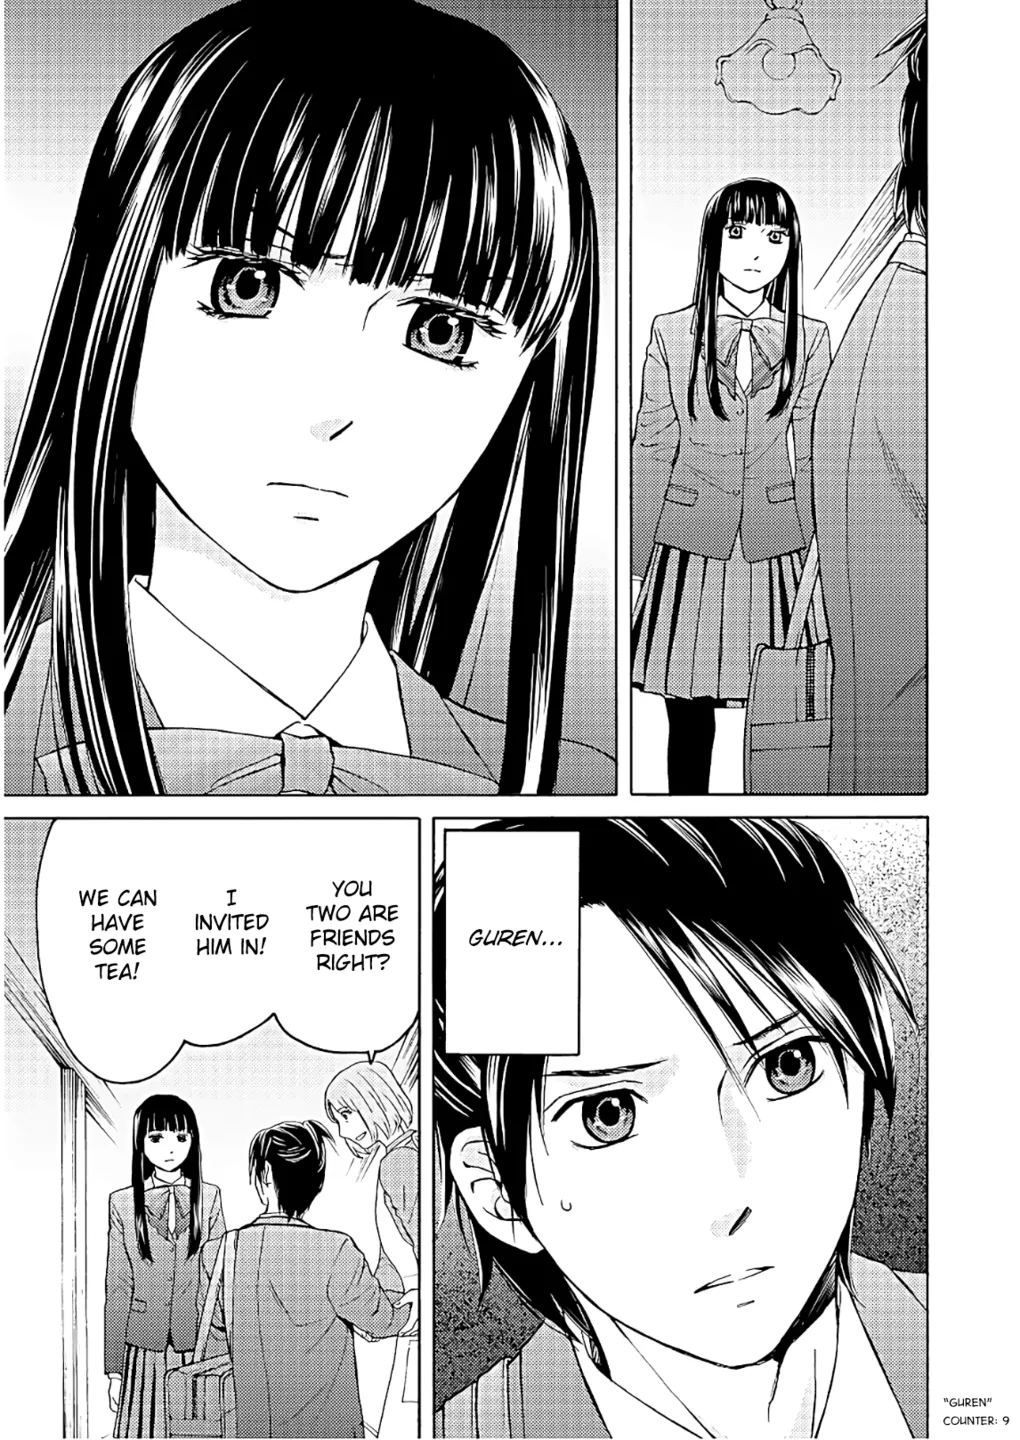 GUREN...
YOU
TWO ARE
FRIENDS
RIGHT?
I
INVITED
HIM IN!
WE CAN
HAVE
SOME
TEA!
"GUREN"
COUNTER: 9